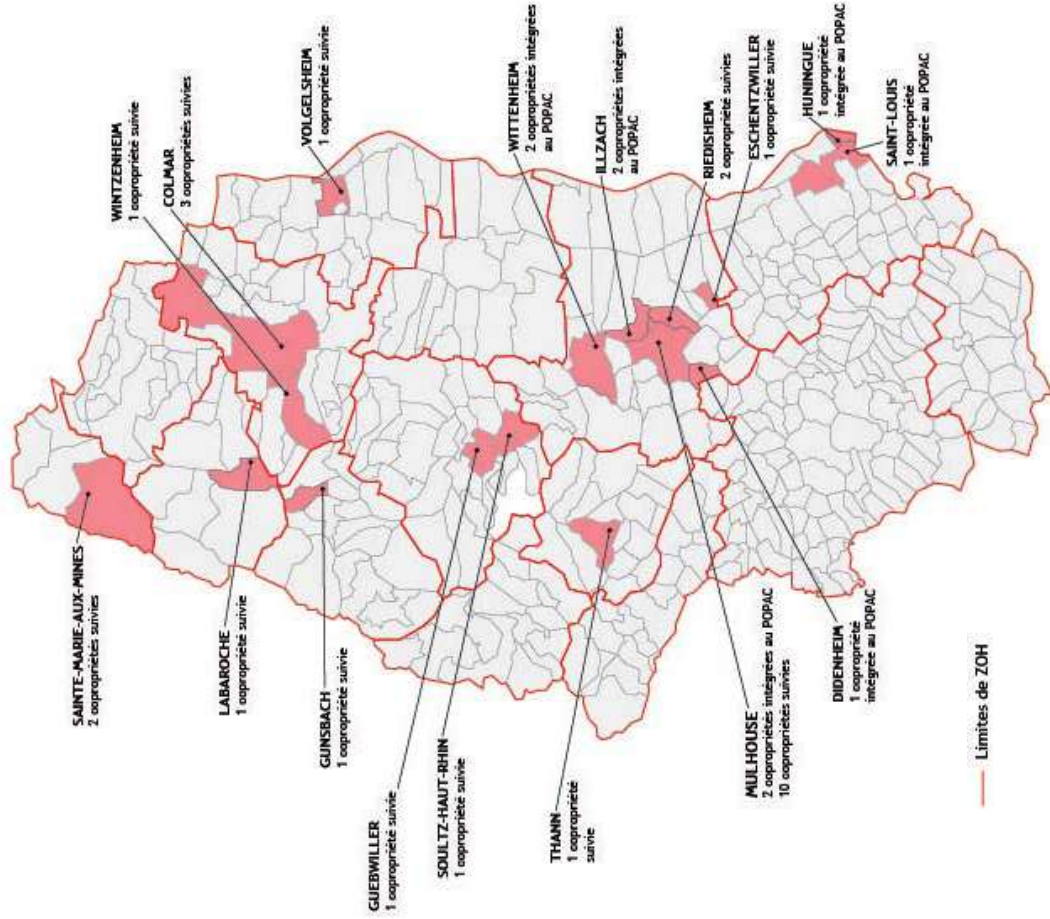 SAINTE-MARIE-AUX-MINES
2 copropriétés suivies
LABAROCHE
1 copropriété suivie
GUNSBACH
1 copropriété suivie
GUEBWILLER
1 copropriété suivie
SOULTZ-HAUT-RHIN
1 copropriété suivie
THANN
1 copropriété
suivie
MULHOUSE
2 copropriétés intégrées au POPAC
10 copropriétés suivies
DIDENHEIM
1 copropriété
intégrée au POPAC
WINTZENHEIM
1 copropriété suivie
COLMAR
3 copropriétés suivies
VOLGELSHEIM
1 copropriété suivie
WITTENHEIM
2 copropriétés intégrées
au POPAC
ILLZACH
2 copropriétés intégrées
au POPAC
RIEDISHEIM
2 copropriétés suivies
ESCHENTZWILLER
1 copropriété suivie
HUNINGUE
1 copropriété
intégrée au POPAC
SAINT-LOUIS
1 copropriété
intégrée au POPAC
Limites de ZOH